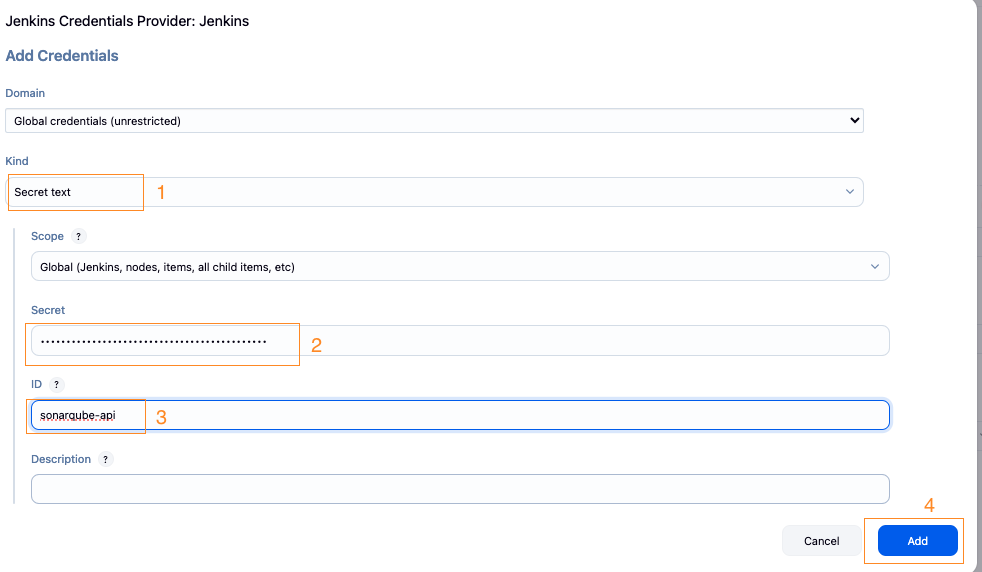 Jenkins Credentials Provider: Jenkins
Add Credentials
Domain
Global credentials (unrestricted)
Kind
Secret text 1
Scope ?
Global (Jenkins, nodes, items, all child items, etc)
Secret
•••••••••••••••••••••••••••••••••••••••••••• 2
ID ?
sonarqube-api 3
Description ?
4
Cancel Add